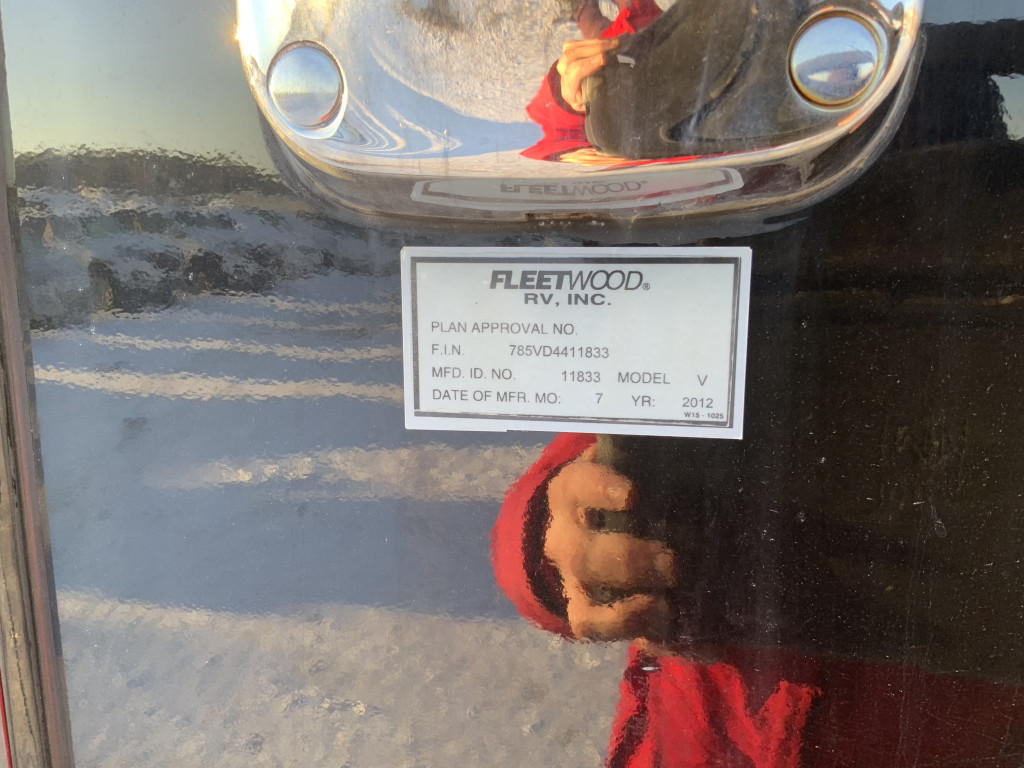 FLEETWOOD®
FLEETWOOD®
RV, INC.
PLAN APPROVAL NO.
F.I.N. 785VD4411833
MFD. ID. NO. 11833 MODEL V
DATE OF MFR. MO: 7 YR: 2012
W15 - 1025